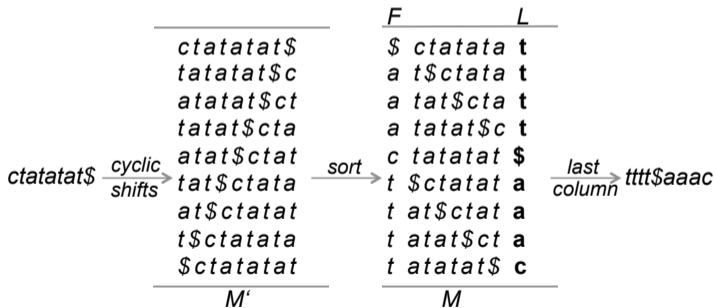 F L
ctatatat$ $ ctatata t
tatatat$c a t$ctata t
atatat$ct a tat$cta t
tatat$cta a tatat$c t
ctatatat$ cyclic shifts atat$ctat sort c tatatat $ last column tttt$aaac
tat$ctata t $ctatat a
at$ctatat t at$ctat a
t$ctatata t atat$ct a
$ctatatat t atatat$ c
M‘ M